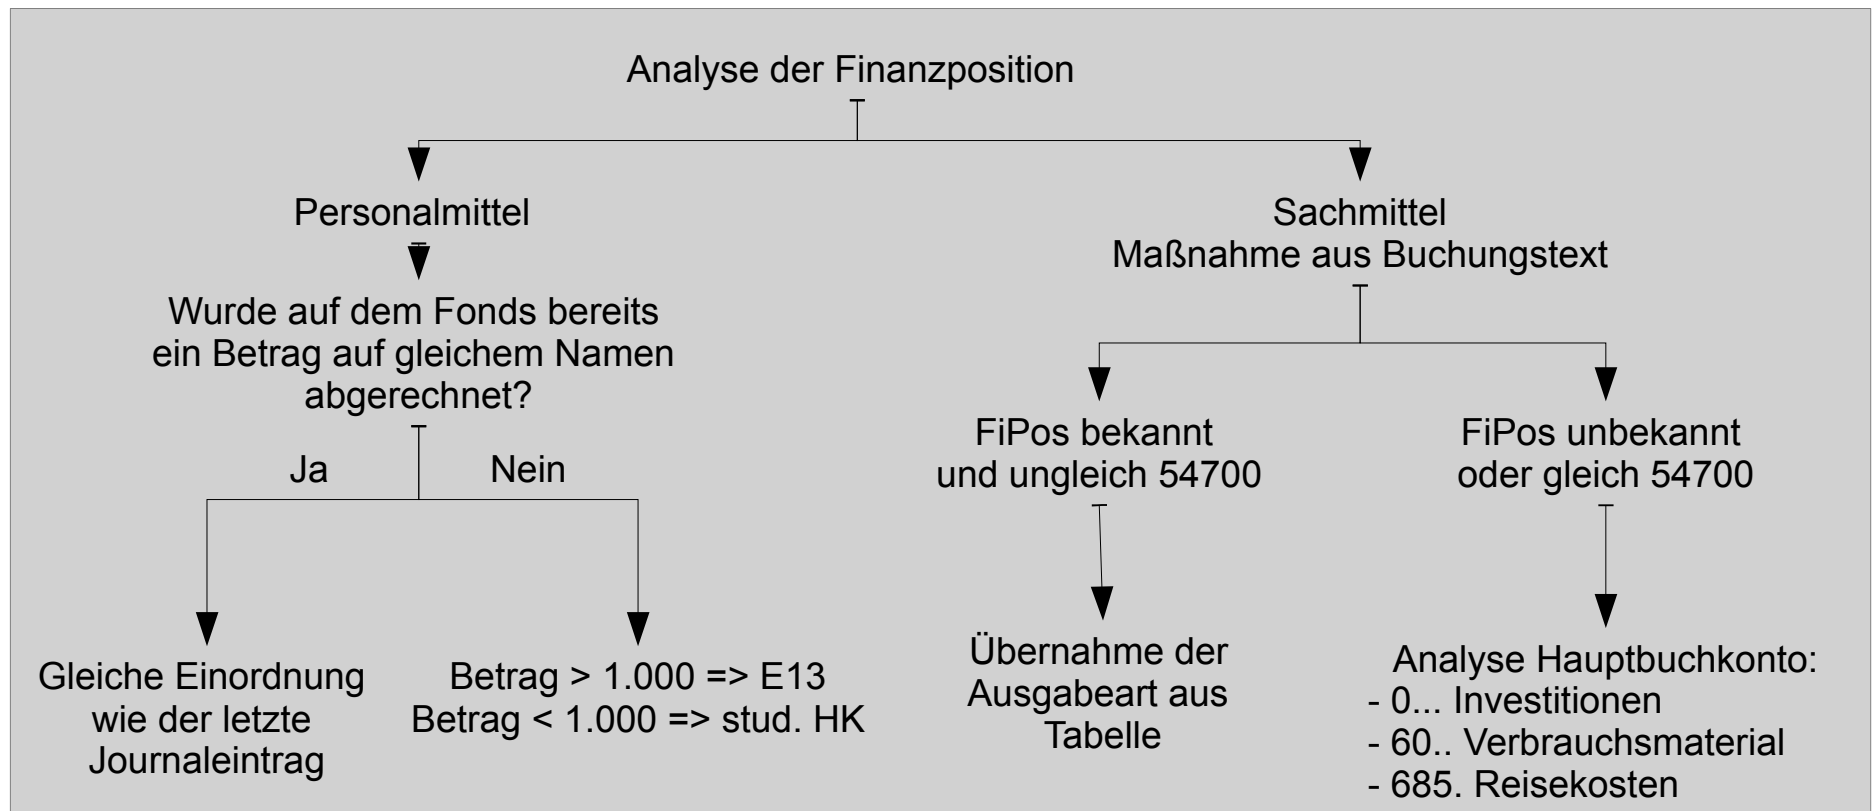 Analyse der Finanzposition
Personalmittel
Wurde auf dem Fonds bereits
ein Betrag auf gleichem Namen
abgerechnet?
Ja
Nein
Gleiche Einordnung
wie der letzte
Journaleintrag
Betrag > 1.000 => E13
Betrag < 1.000 => stud. HK
Sachmittel
Maßnahme aus Buchungstext
FiPos bekannt
und ungleich 54700
Übernahme der
Ausgabeart aus
Tabelle
FiPos unbekannt
oder gleich 54700
Analyse Hauptbuchkonto:
- 0... Investitionen
- 60.. Verbrauchsmaterial
- 685. Reisekosten